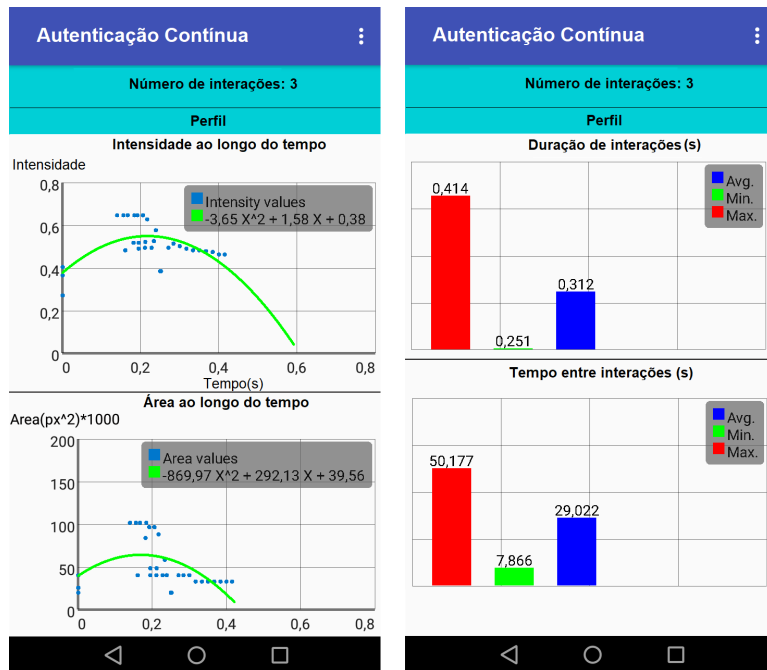 Autenticação Contínua
Número de interações: 3
Perfil
Intensidade ao longo do tempo
Intensidade
0,8
0,6
0,4
0,2
0
Intensity values
-3,65 X^2 + 1,58 X + 0,38
0 0,2 0,4 0,6 0,8
Tempo(s)
Área ao longo do tempo
Area(px^2)*1000
200
150
100
50
0
Area values
-869,97 X^2 + 292,13 X + 39,56
0 0,2 0,4 0,6 0,8
Autenticação Contínua
Número de interações: 3
Perfil
Duração de interações(s)
0,414
0,251
0,312
Avg.
Min.
Max.
Tempo entre interações (s)
50,177
7,866
29,022
Avg.
Min.
Max.